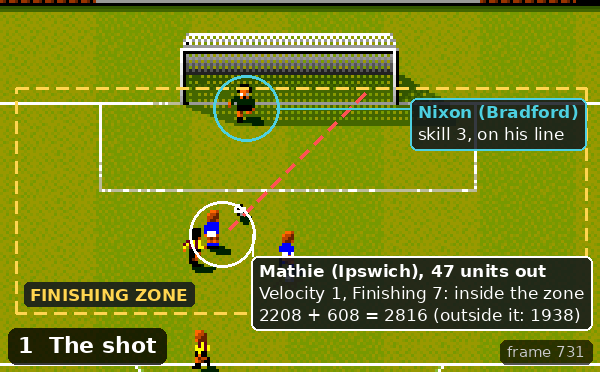 Nixon (Bradford)
skill 3, on his line
Mathie (Ipswich), 47 units out
Velocity 1, Finishing 7: inside the zone
2208 + 608 = 2816 (outside it: 1938)
FINISHING ZONE
1 The shot
frame 731